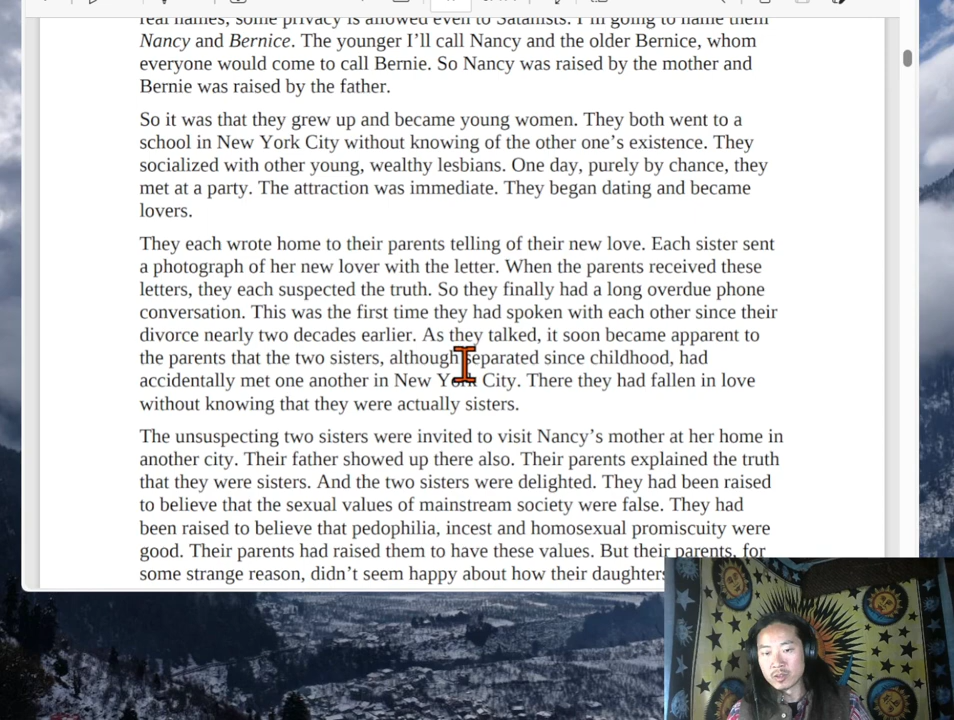 real names, some privacy is allowed even to Satanists. I'm going to name them
Nancy and Bernice. The younger I'll call Nancy and the older Bernice, whom
everyone would come to call Bernie. So Nancy was raised by the mother and
Bernie was raised by the father.
So it was that they grew up and became young women. They both went to a
school in New York City without knowing of the other one's existence. They
socialized with other young, wealthy lesbians. One day, purely by chance, they
met at a party. The attraction was immediate. They began dating and became
lovers.
They each wrote home to their parents telling of their new love. Each sister sent
a photograph of her new lover with the letter. When the parents received these
letters, they each suspected the truth. So they finally had a long overdue phone
conversation. This was the first time they had spoken with each other since their
divorce nearly two decades earlier. As they talked, it soon became apparent to
the parents that the two sisters, although separated since childhood, had
accidentally met one another in New York City. There they had fallen in love
without knowing that they were actually sisters.
The unsuspecting two sisters were invited to visit Nancy's mother at her home in
another city. Their father showed up there also. Their parents explained the truth
that they were sisters. And the two sisters were delighted. They had been raised
to believe that the sexual values of mainstream society were false. They had
been raised to believe that pedophilia, incest and homosexual promiscuity were
good. Their parents had raised them to have these values. But their parents, for
some strange reason, didn't seem happy about how their daughters